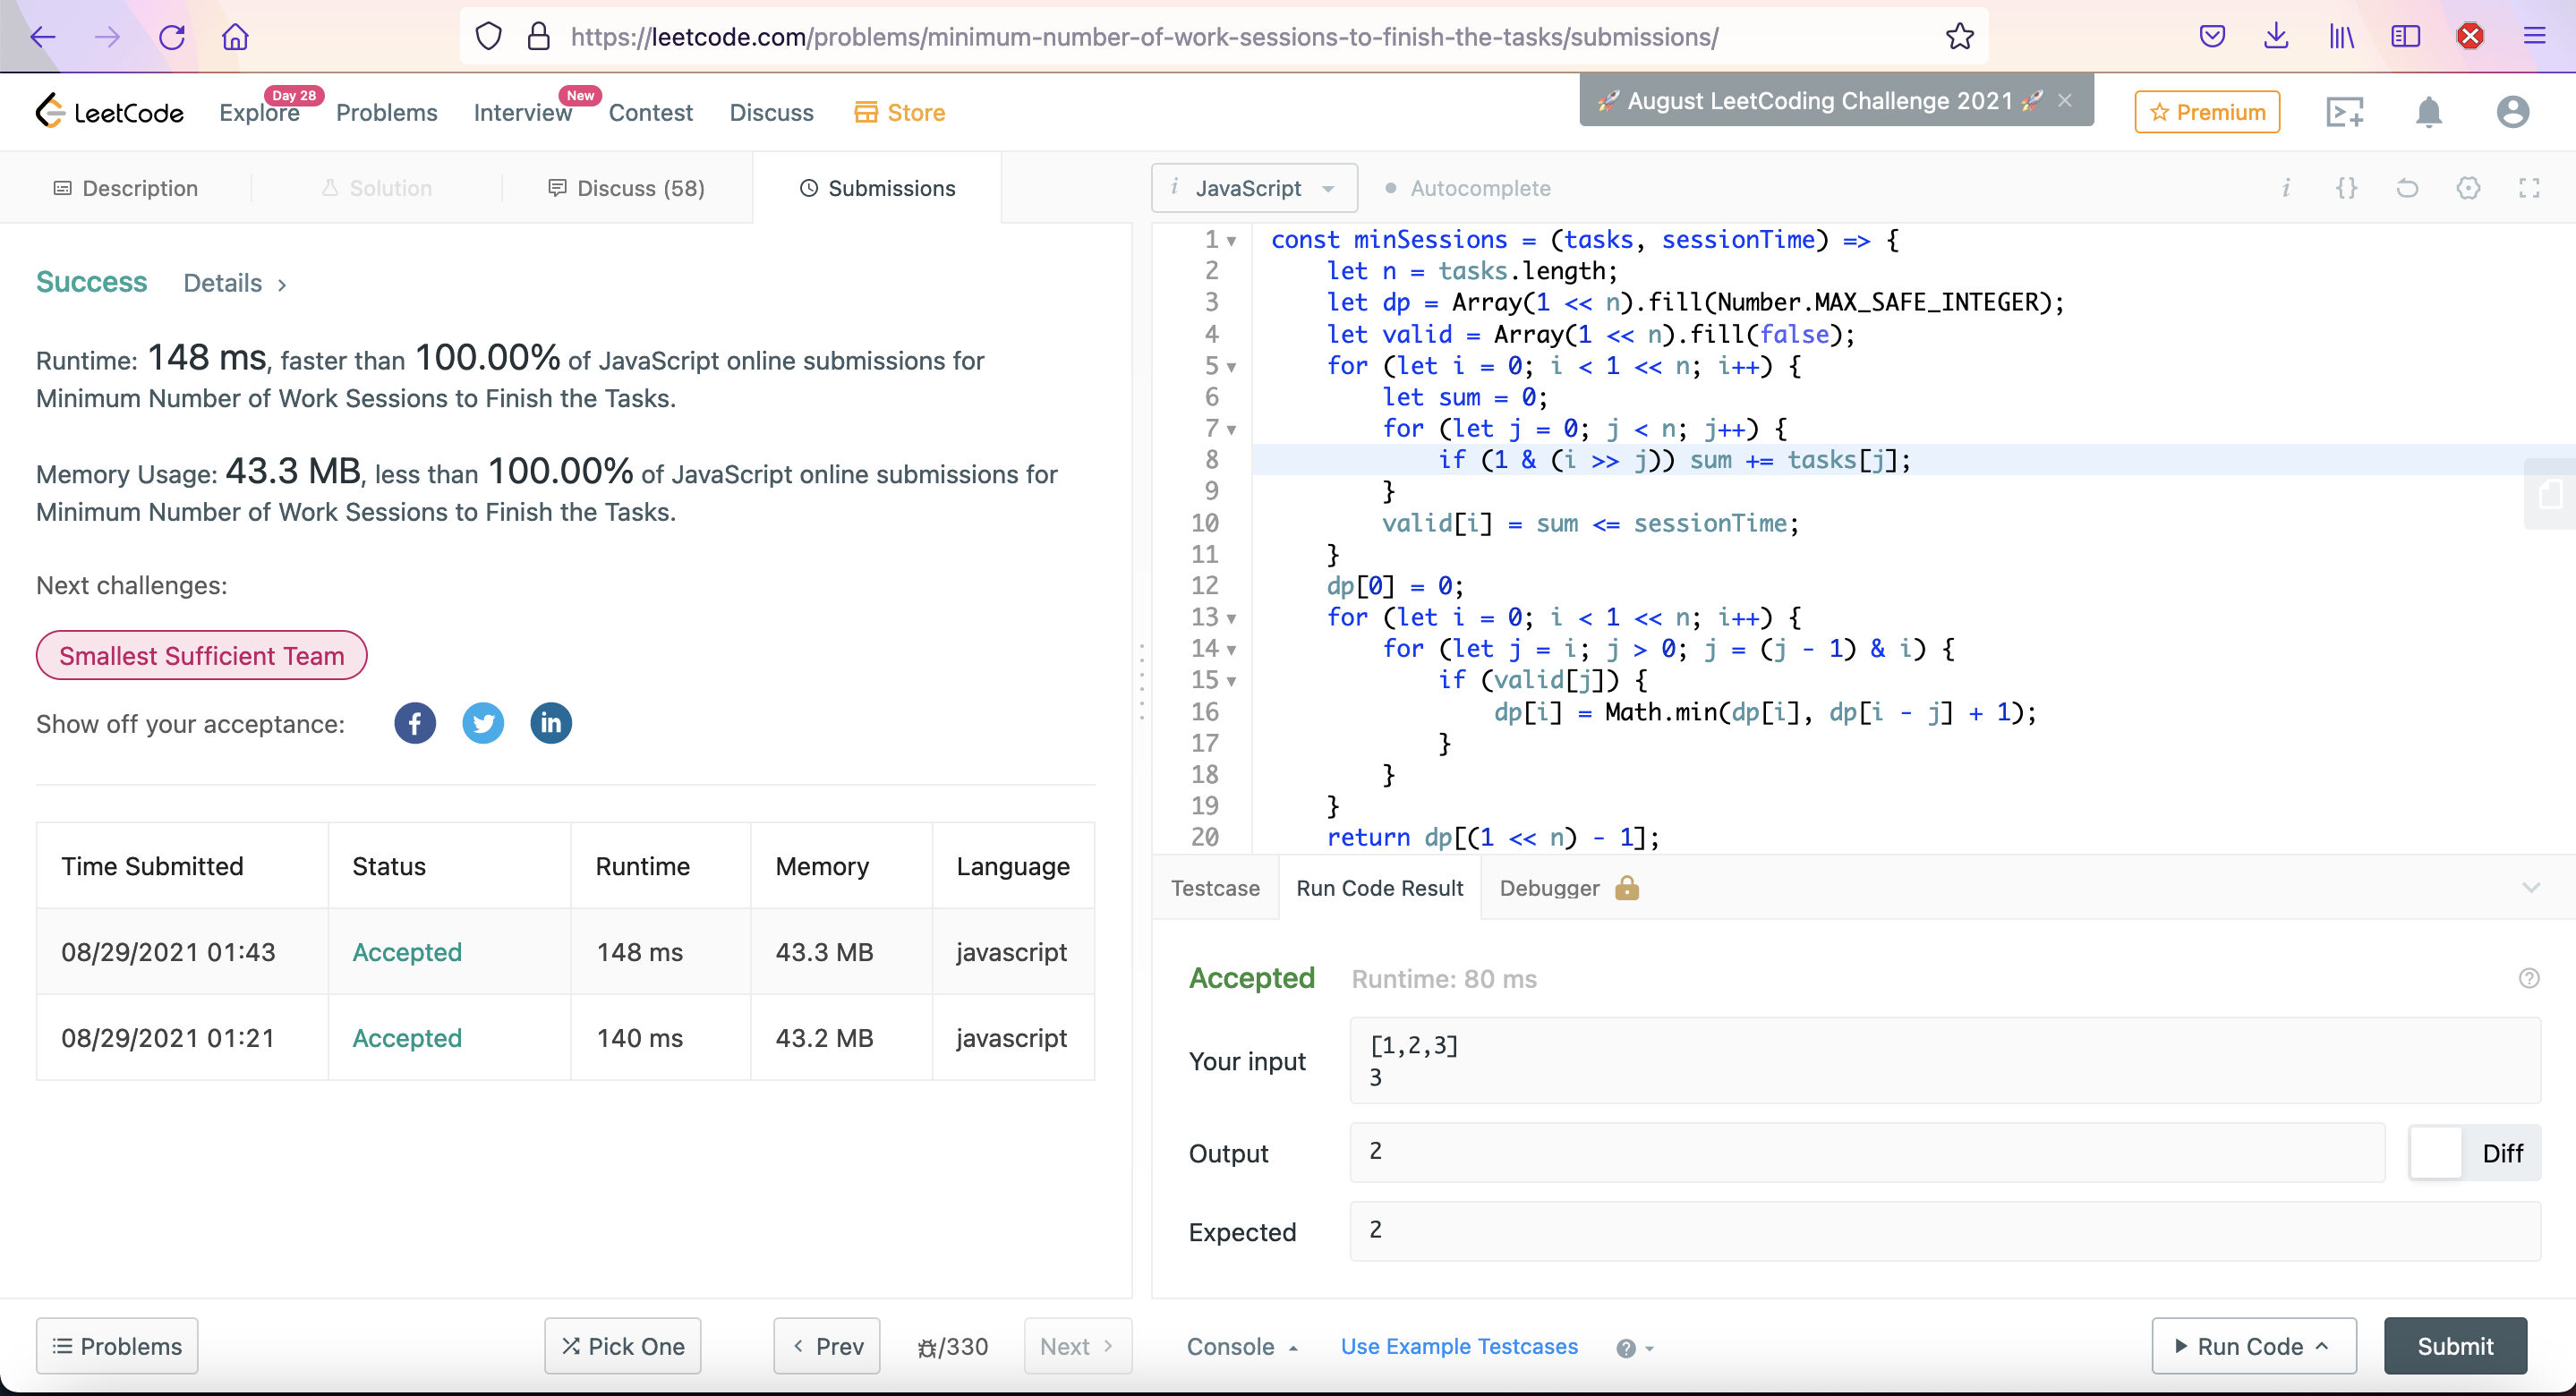 https://leetcode.com/problems/minimum-number-of-work-sessions-to-finish-the-tasks/submissions/
LeetCode
Explore
Day 28
Problems
Interview
New
Contest
Discuss
Store
🚀 August LeetCoding Challenge 2021 🚀 ×
Premium
Description
Solution
Discuss (58)
Submissions
Success Details >
Runtime: 148 ms, faster than 100.00% of JavaScript online submissions for
Minimum Number of Work Sessions to Finish the Tasks.
Memory Usage: 43.3 MB, less than 100.00% of JavaScript online submissions for
Minimum Number of Work Sessions to Finish the Tasks.
Next challenges:
Smallest Sufficient Team
Show off your acceptance:
Time Submitted Status Runtime Memory Language
08/29/2021 01:43 Accepted 148 ms 43.3 MB javascript
08/29/2021 01:21 Accepted 140 ms 43.2 MB javascript
i JavaScript
Autocomplete
i {}
1 const minSessions = (tasks, sessionTime) => {
2 let n = tasks.length;
3 let dp = Array(1 << n).fill(Number.MAX_SAFE_INTEGER);
4 let valid = Array(1 << n).fill(false);
5 for (let i = 0; i < 1 << n; i++) {
6 let sum = 0;
7 for (let j = 0; j < n; j++) {
8 if (1 & (i >> j)) sum += tasks[j];
9 }
10 valid[i] = sum <= sessionTime;
11 }
12 dp[0] = 0;
13 for (let i = 0; i < 1 << n; i++) {
14 for (let j = i; j > 0; j = (j - 1) & i) {
15 if (valid[j]) {
16 dp[i] = Math.min(dp[i], dp[i - j] + 1);
17 }
18 }
19 }
20 return dp[(1 << n) - 1];
Testcase
Run Code Result
Debugger
Accepted Runtime: 80 ms
Your input
[1,2,3]
3
Output
2
Diff
Expected
2
Problems
Pick One
< Prev
/330
Next >
Console
Use Example Testcases
Run Code
Submit